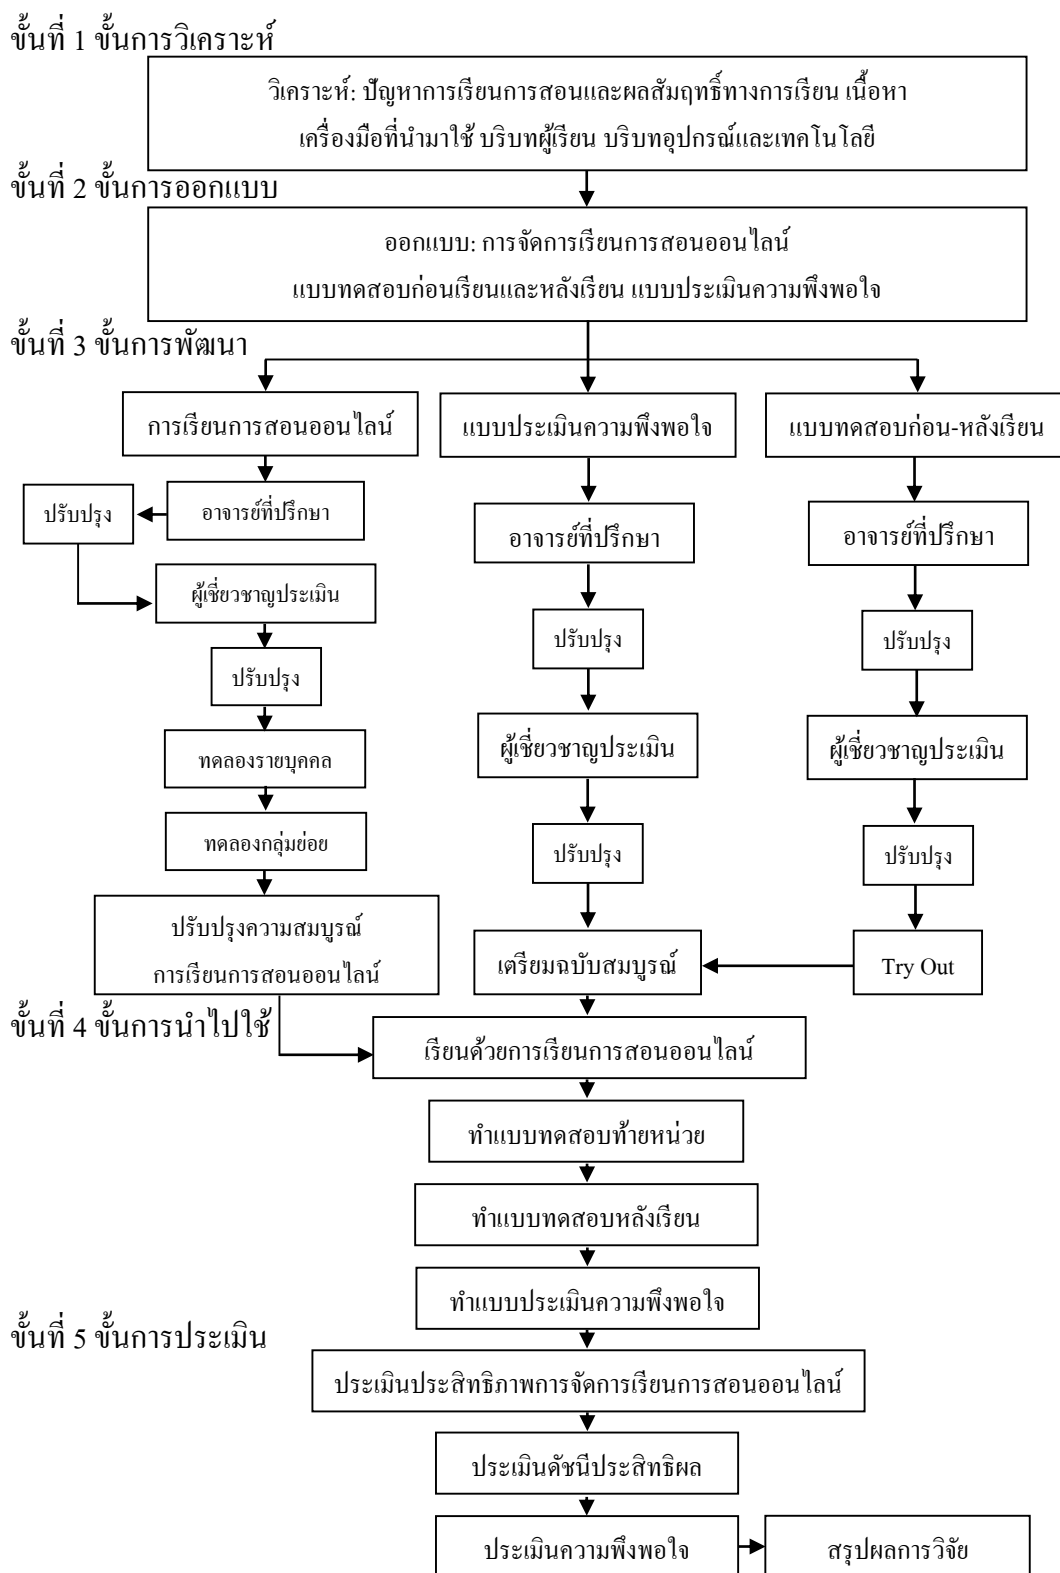 ขั้นที่ 1 ขั้นการวิเคราะห์
วิเคราะห์: ปัญหาการเรียนการสอนและผลสัมฤทธิ์ทางการเรียน เนื้อหา
เครื่องมือที่นำมาใช้ บริบทผู้เรียน บริบทอุปกรณ์และเทคโนโลยี
ขั้นที่ 2 ขั้นการออกแบบ
ออกแบบ: การจัดการเรียนการสอนออนไลน์
แบบทดสอบก่อนเรียนและหลังเรียน แบบประเมินความพึงพอใจ
ขั้นที่ 3 ขั้นการพัฒนา
การเรียนการสอนออนไลน์
อาจารย์ที่ปรึกษา
ปรับปรุง
ผู้เชี่ยวชาญประเมิน
ปรับปรุง
ทดลองรายบุคคล
ทดลองกลุ่มย่อย
ปรับปรุงความสมบูรณ์
การเรียนการสอนออนไลน์
แบบประเมินความพึงพอใจ
อาจารย์ที่ปรึกษา
ปรับปรุง
ผู้เชี่ยวชาญประเมิน
ปรับปรุง
เตรียมฉบับสมบูรณ์
แบบทดสอบก่อน-หลังเรียน
อาจารย์ที่ปรึกษา
ปรับปรุง
ผู้เชี่ยวชาญประเมิน
ปรับปรุง
Try Out
ขั้นที่ 4 ขั้นการนำไปใช้
เรียนด้วยการเรียนการสอนออนไลน์
ทำแบบทดสอบท้ายหน่วย
ทำแบบทดสอบหลังเรียน
ทำแบบประเมินความพึงพอใจ
ขั้นที่ 5 ขั้นการประเมิน
ประเมินประสิทธิภาพการจัดการเรียนการสอนออนไลน์
ประเมินดัชนีประสิทธิผล
ประเมินความพึงพอใจ
สรุปผลการวิจัย